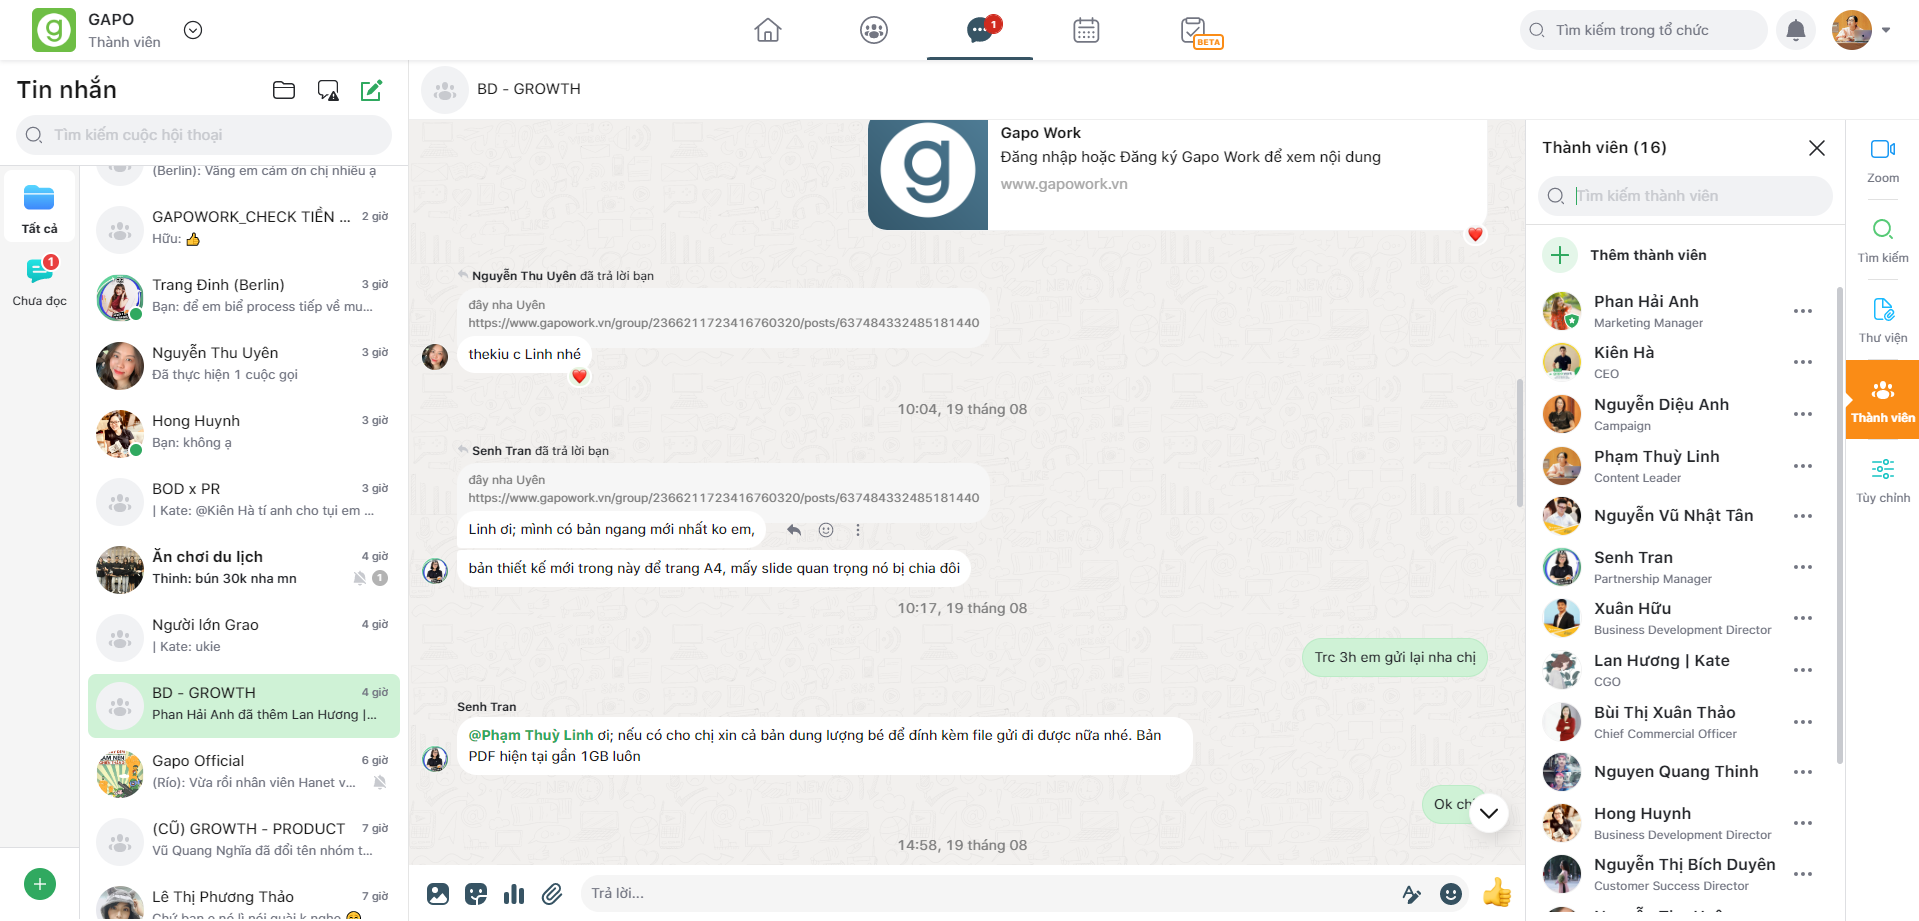 GAPO
Thành viên
1
BETA
Tìm kiếm trong tổ chức
Tin nhắn
Tìm kiếm cuộc hội thoại
Tất cả
1
Chưa đọc
(Berlin): Vâng em cảm ơn chị nhiều ạ
GAPOWORK_CHECK TIỀN ...
2 giờ
Hữu: 👍
Trang Đinh (Berlin)
3 giờ
Bạn: để em biể process tiếp về mu...
Nguyễn Thu Uyên
3 giờ
Đã thực hiện 1 cuộc gọi
Hong Huynh
3 giờ
Bạn: không ạ
BOD x PR
3 giờ
| Kate: @Kiên Hà tí anh cho tụi em ...
Ăn chơi du lịch
4 giờ
Thinh: bún 30k nha mn
1
Người lớn Grao
4 giờ
| Kate: ukie
BD - GROWTH
4 giờ
Phan Hải Anh đã thêm Lan Hương |...
Gapo Official
6 giờ
(Río): Vừa rồi nhân viên Hanet v...
(CŨ) GROWTH - PRODUCT
7 giờ
Vũ Quang Nghĩa đã đổi tên nhóm t...
Lê Thị Phương Thảo
7 giờ
BD - GROWTH
Gapo Work
Đăng nhập hoặc Đăng ký Gapo Work để xem nội dung
www.gapowork.vn
Nguyễn Thu Uyên đã trả lời bạn
đây nha Uyên
https://www.gapowork.vn/group/2366211723416760320/posts/637484332485181440
thekiu c Linh nhé
10:04, 19 tháng 08
Senh Tran đã trả lời bạn
đây nha Uyên
https://www.gapowork.vn/group/2366211723416760320/posts/637484332485181440
Linh ơi; mình có bản ngang mới nhất ko em,
bản thiết kế mới trong này để trang A4, mấy slide quan trọng nó bị chia đôi
10:17, 19 tháng 08
Trc 3h em gửi lại nha chị
Senh Tran
@Phạm Thuỳ Linh ơi; nếu có cho chị xin cả bản dung lượng bé để đính kèm file gửi đi được nữa nhé. Bản
PDF hiện tại gần 1GB luôn
Ok
14:58, 19 tháng 08
Trả lời...
Thành viên (16)
Tìm kiếm thành viên
Thêm thành viên
Phan Hải Anh
Marketing Manager
Kiên Hà
CEO
Nguyễn Diệu Anh
Campaign
Phạm Thuỳ Linh
Content Leader
Nguyễn Vũ Nhật Tân
Senh Tran
Partnership Manager
Xuân Hữu
Business Development Director
Lan Hương | Kate
CGO
Bùi Thị Xuân Thảo
Chief Commercial Officer
Nguyen Quang Thinh
Hong Huynh
Business Development Director
Nguyễn Thị Bích Duyên
Customer Success Director
Zoom
Tìm kiếm
Thư viện
Thành viên
Tùy chỉnh